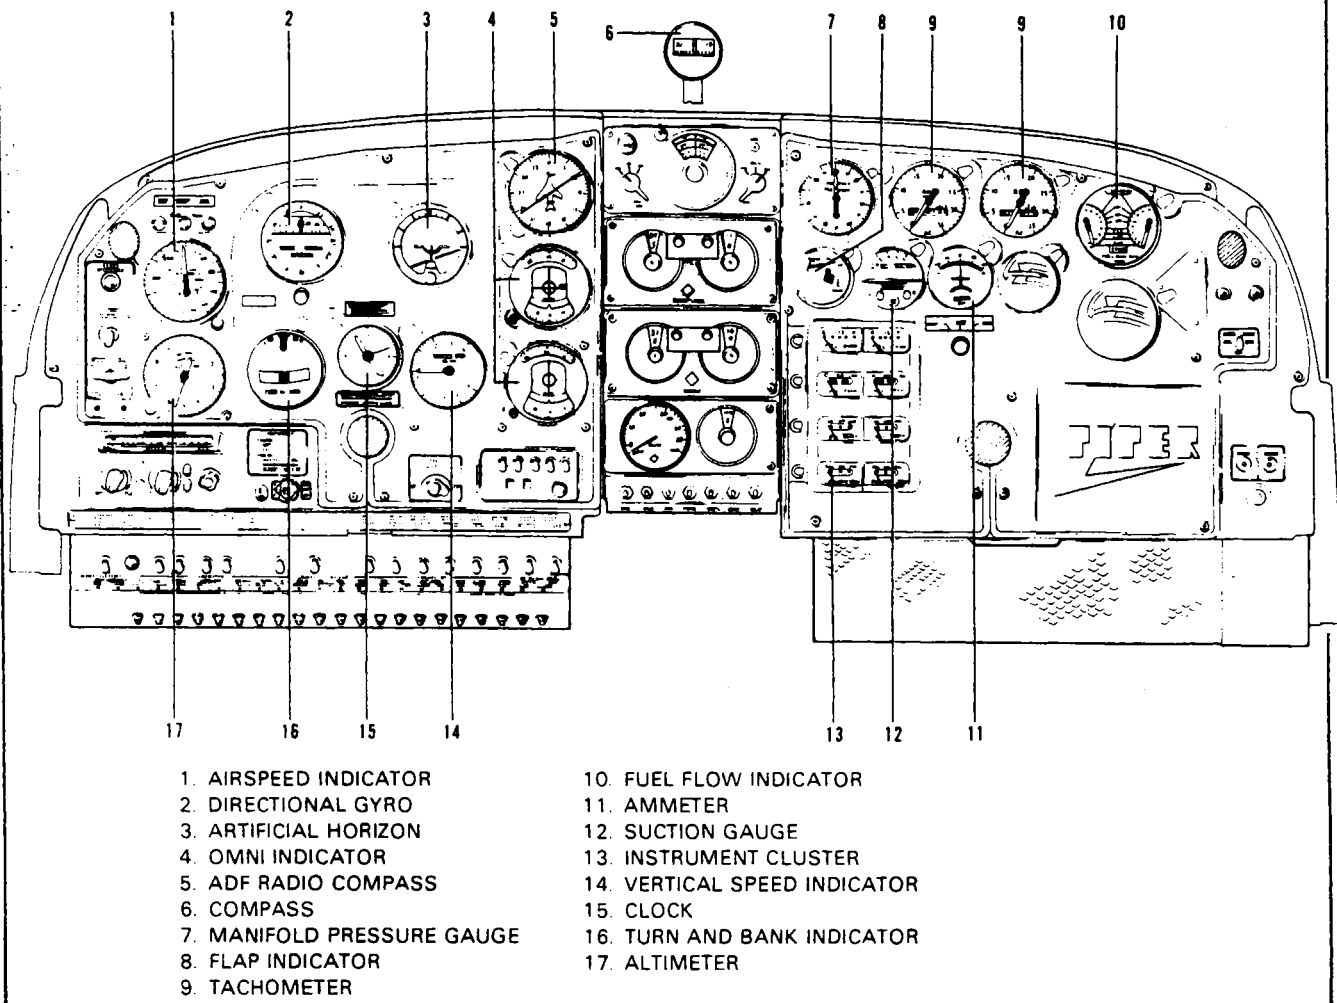 1 2 3 4 5 6 7 8 9 9 10
PIPER
17 16 15 14 13 12 11
1. AIRSPEED INDICATOR
2. DIRECTIONAL GYRO
3. ARTIFICIAL HORIZON
4. OMNI INDICATOR
5. ADF RADIO COMPASS
6. COMPASS
7. MANIFOLD PRESSURE GAUGE
8. FLAP INDICATOR
9. TACHOMETER
10. FUEL FLOW INDICATOR
11. AMMETER
12. SUCTION GAUGE
13. INSTRUMENT CLUSTER
14. VERTICAL SPEED INDICATOR
15. CLOCK
16. TURN AND BANK INDICATOR
17. ALTIMETER